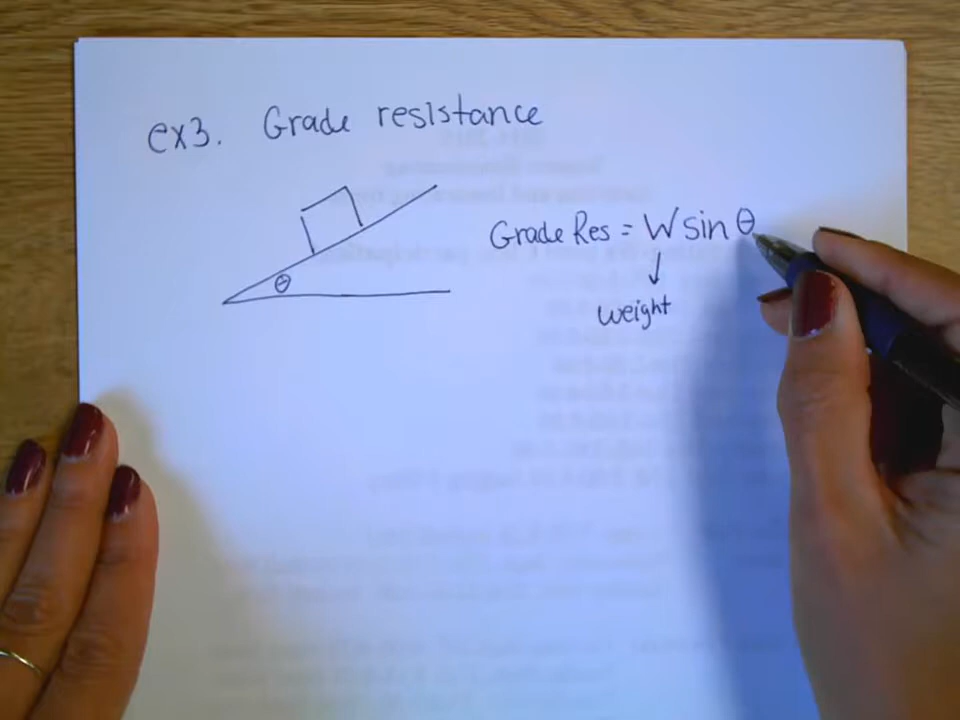 ex3. Grade resistance
Grade Res = W sin θ
↓
weight
θ